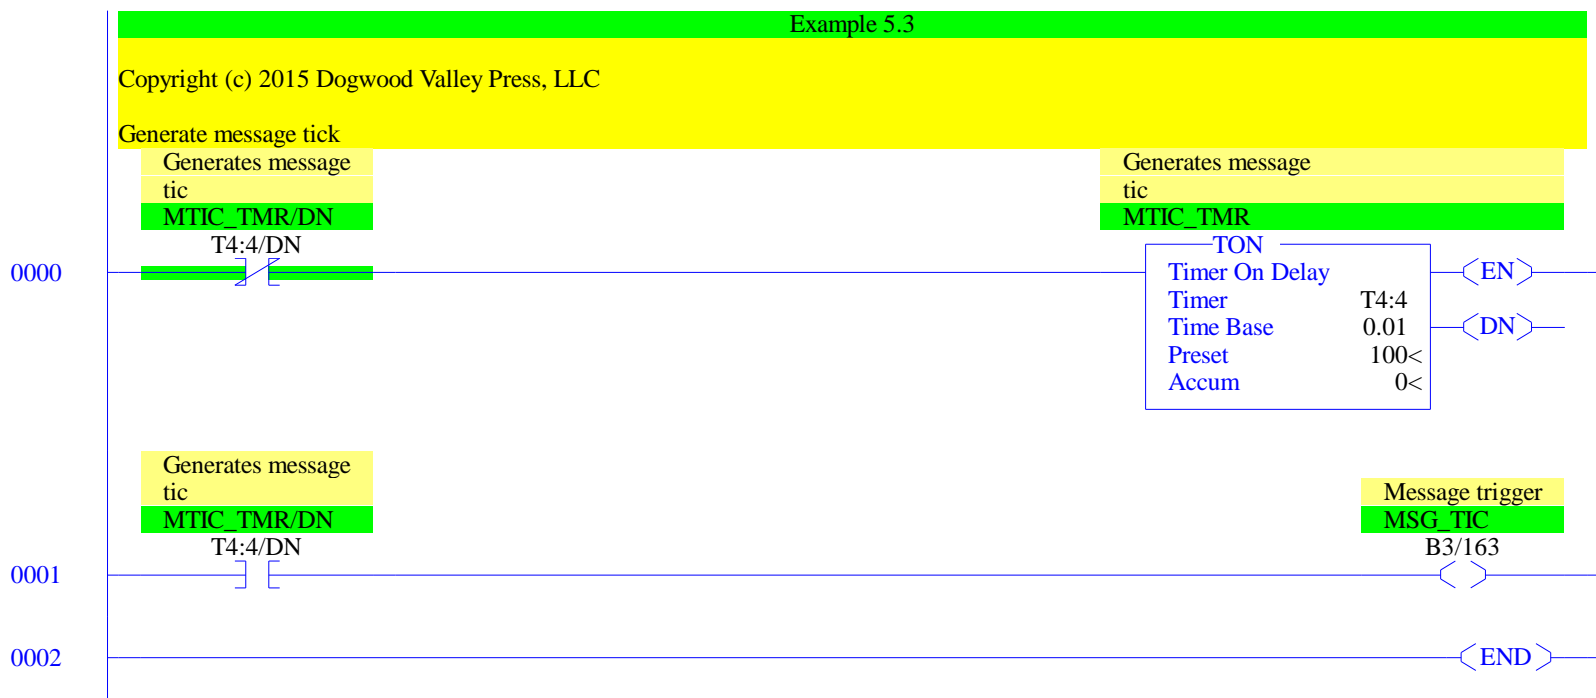 Example 5.3
Copyright (c) 2015 Dogwood Valley Press, LLC
Generate message tick
Generates message
tic
MTIC_TMR/DN
T4:4/DN
Generates message
tic
MTIC_TMR
0000
TON
Timer On Delay
Timer T4:4
Time Base 0.01
Preset 100<
Accum 0<
EN
DN
Generates message
tic
MTIC_TMR/DN
T4:4/DN
Message trigger
MSG_TIC
B3/163
0001
0002
END